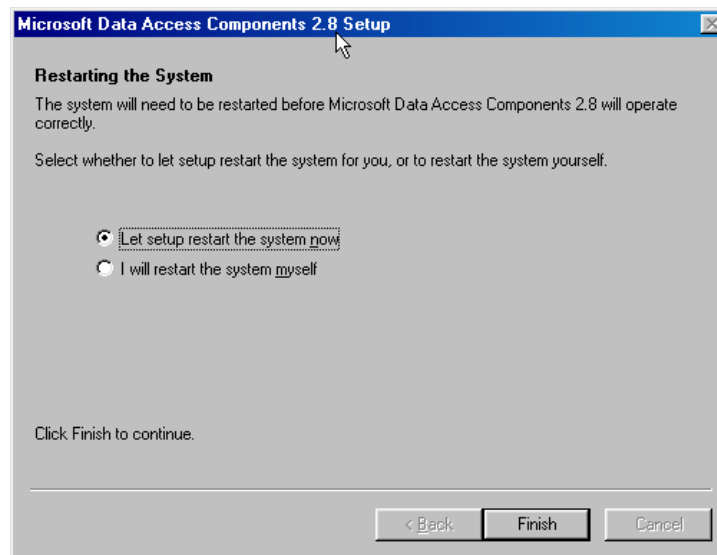 Microsoft Data Access Components 2.8 Setup
Restarting the System
The system will need to be restarted before Microsoft Data Access Components 2.8 will operate
correctly.
Select whether to let setup restart the system for you, or to restart the system yourself.
Let setup restart the system now
I will restart the system myself
Click Finish to continue.
< Back Finish Cancel